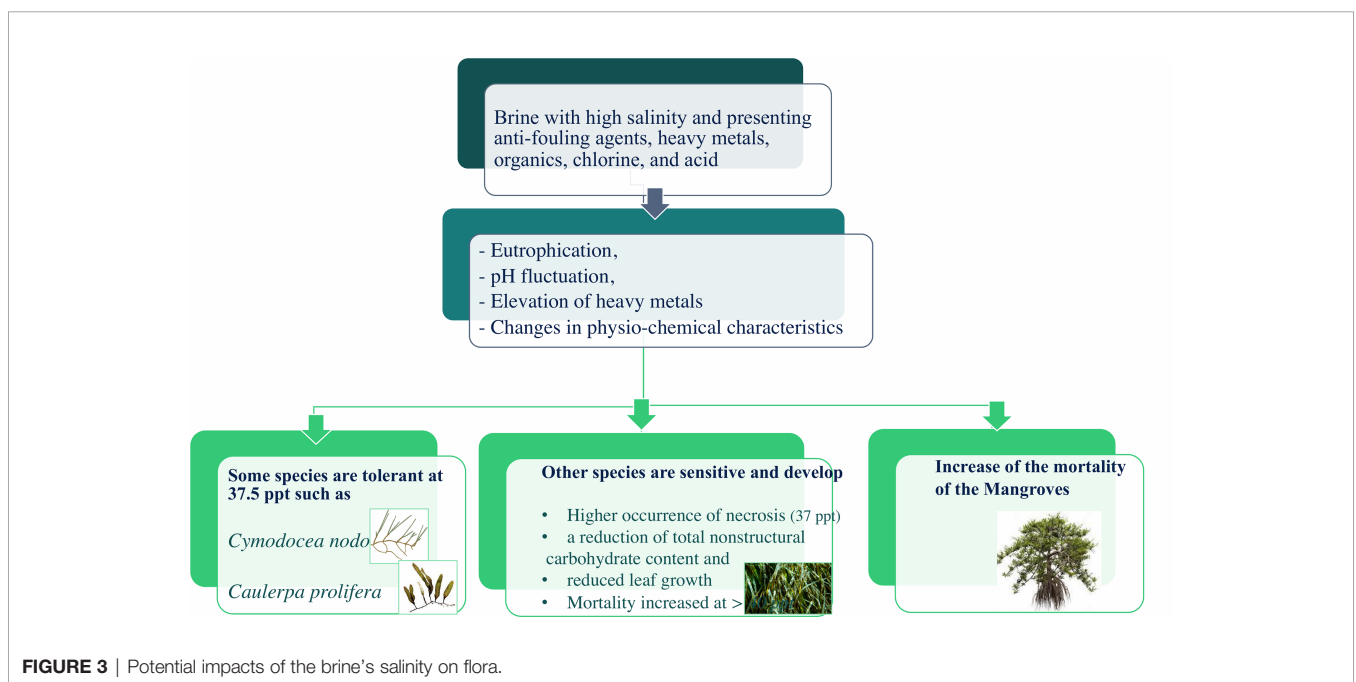 Brine with high salinity and presenting
anti-fouling agents, heavy metals,
organics, chlorine, and acid
- Eutrophication,
- pH fluctuation,
- Elevation of heavy metals
- Changes in physio-chemical characteristics
Some species are tolerant at
37.5 ppt such as
Cymodocea nodo
Caulerpa prolifera
Other species are sensitive and develop
• Higher occurrence of necrosis (37 ppt)
• a reduction of total nonstructural
carbohydrate content and
• reduced leaf growth
• Mortality increased at >
Increase of the mortality
of the Mangroves
FIGURE 3 | Potential impacts of the brine's salinity on flora.